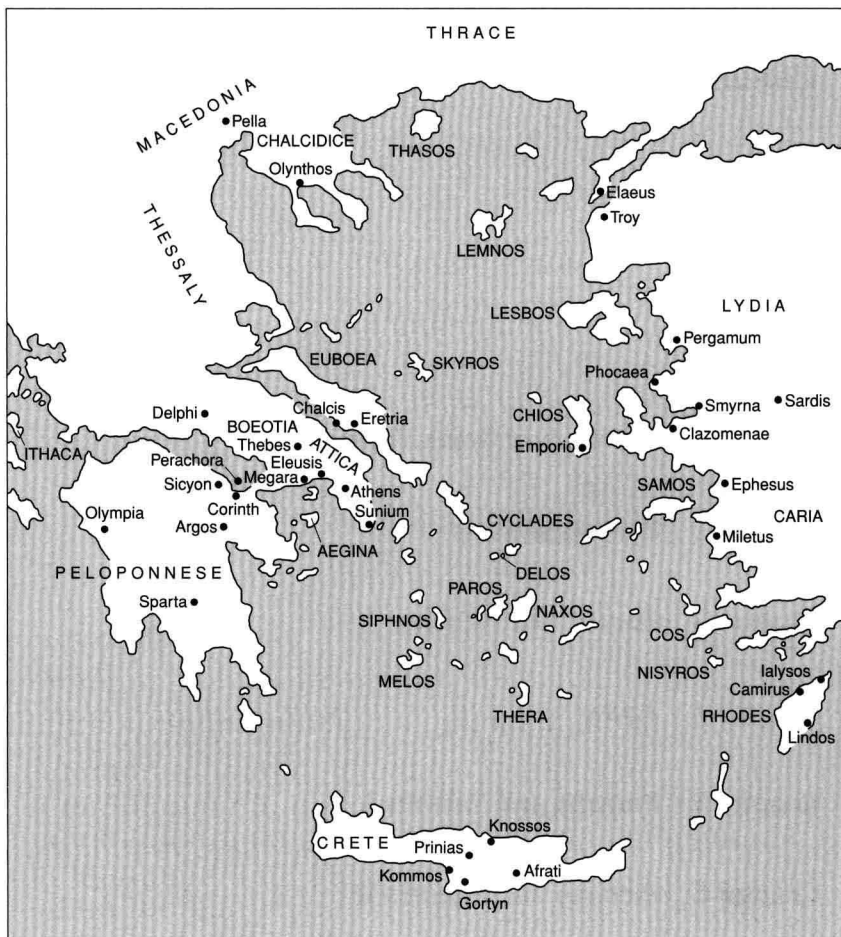 THRACE
MACEDONIA
Pella
CHALCIDICE
THASOS
Olynthos
Elaeus
Troy
THESSALY
LEMNOS
LESBOS
LYDIA
Pergamum
EUBOEA
SKYROS
Phocaea
Delphi
Chalcis
Eretria
CHIOS
Smyrna
Sardis
BOEOTIA
Clazomenae
ITHACA
Thebes
ATTICA
Emporio
Perachora
Eleusis
Sicyon
Megara
Athens
SAMOS
Ephesus
Corinth
Sunium
Olympia
Argos
CYCLADES
CARIA
AEGINA
Miletus
DELOS
PELOPONNESE
PAROS
Sparta
SIPHNOS
NAXOS
COS
MELOS
NISYROS
Ialysos
Camirus
THERA
RHODES
Lindos
Knossos
CRETE
Prinias
Kommos
Afrati
Gortyn